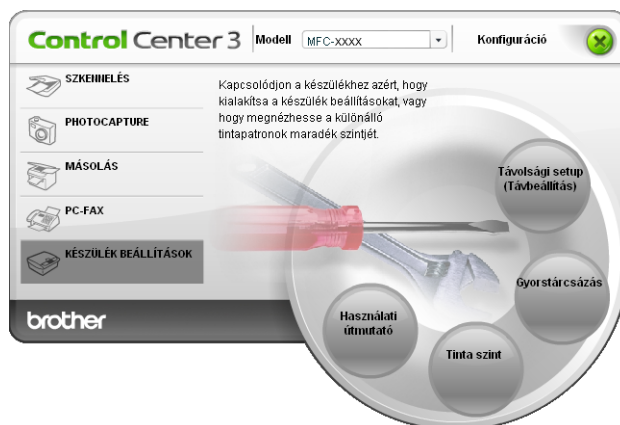 Control Center 3
Modell
MFC-XXXX
Konfiguráció
SZKENNELÉS
PHOTOCAPTURE
MÁSOLÁS
PC-FAX
KÉSZÜLÉK BEÁLLÍTÁSOK
Kapcsolódjon a készülékhez azért, hogy
kialakítsa a készülék beállításokat, vagy
hogy megnézhesse a különálló
tintapatronok maradék szintjét.
Távolsági setup
(Távbeállítás)
Gyorstárcsázás
Tinta szint
Használati
útmutató
brother